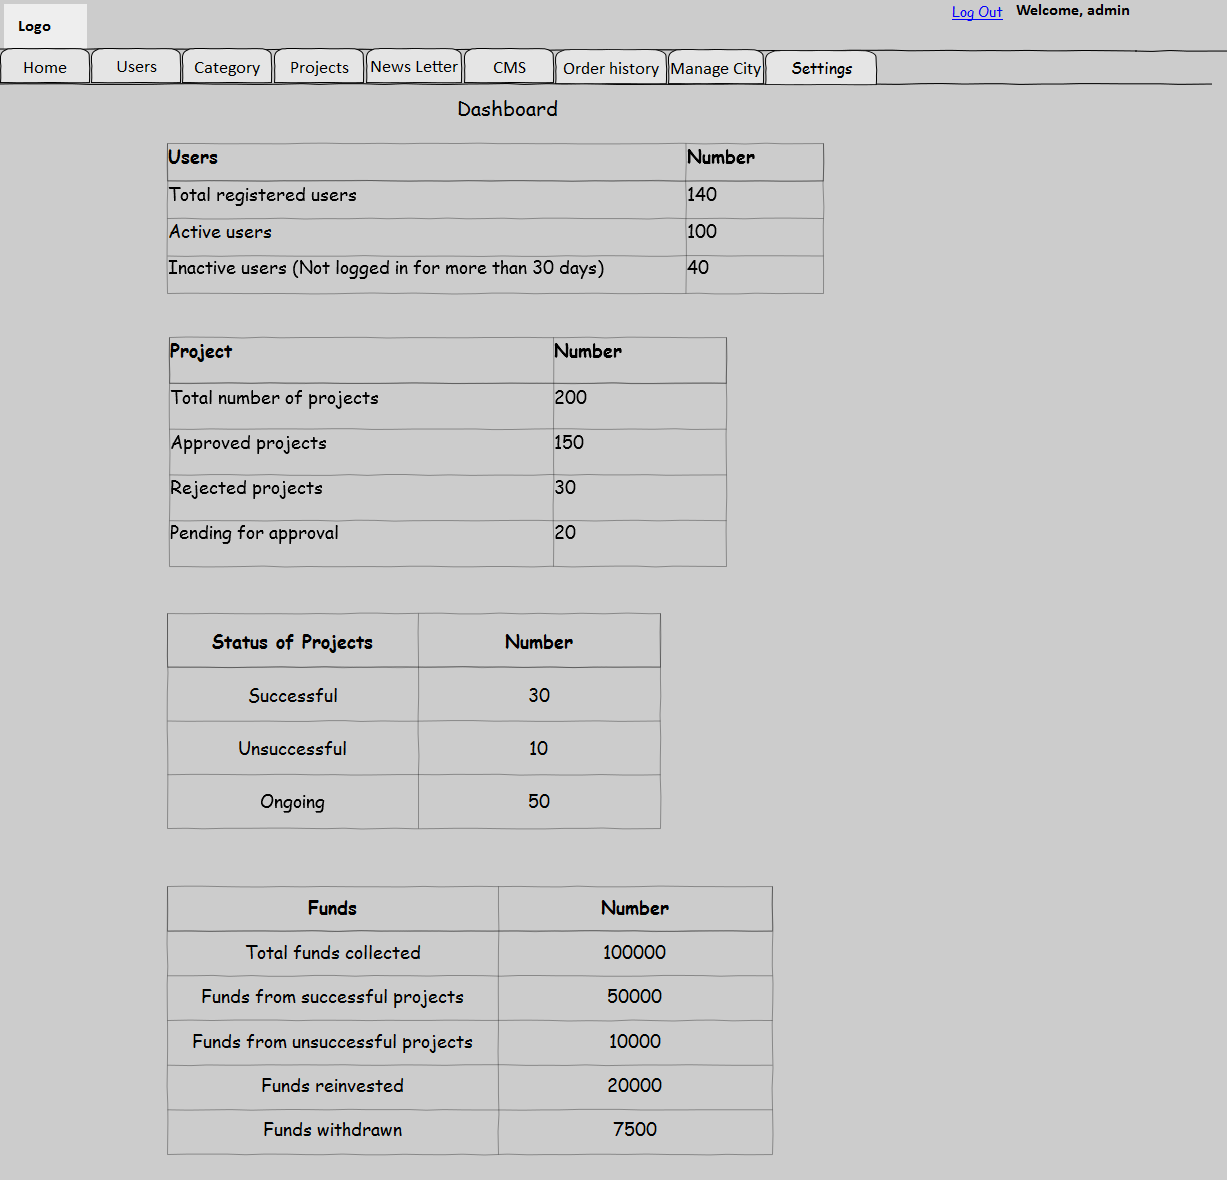 Logo
Log Out Welcome, admin
Home Users Category Projects News Letter CMS Order history Manage City Settings
Dashboard
Users Number
Total registered users 140
Active users 100
Inactive users (Not logged in for more than 30 days) 40
Project Number
Total number of projects 200
Approved projects 150
Rejected projects 30
Pending for approval 20
Status of Projects Number
Successful 30
Unsuccessful 10
Ongoing 50
Funds Number
Total funds collected 100000
Funds from successful projects 50000
Funds from unsuccessful projects 10000
Funds reinvested 20000
Funds withdrawn 7500